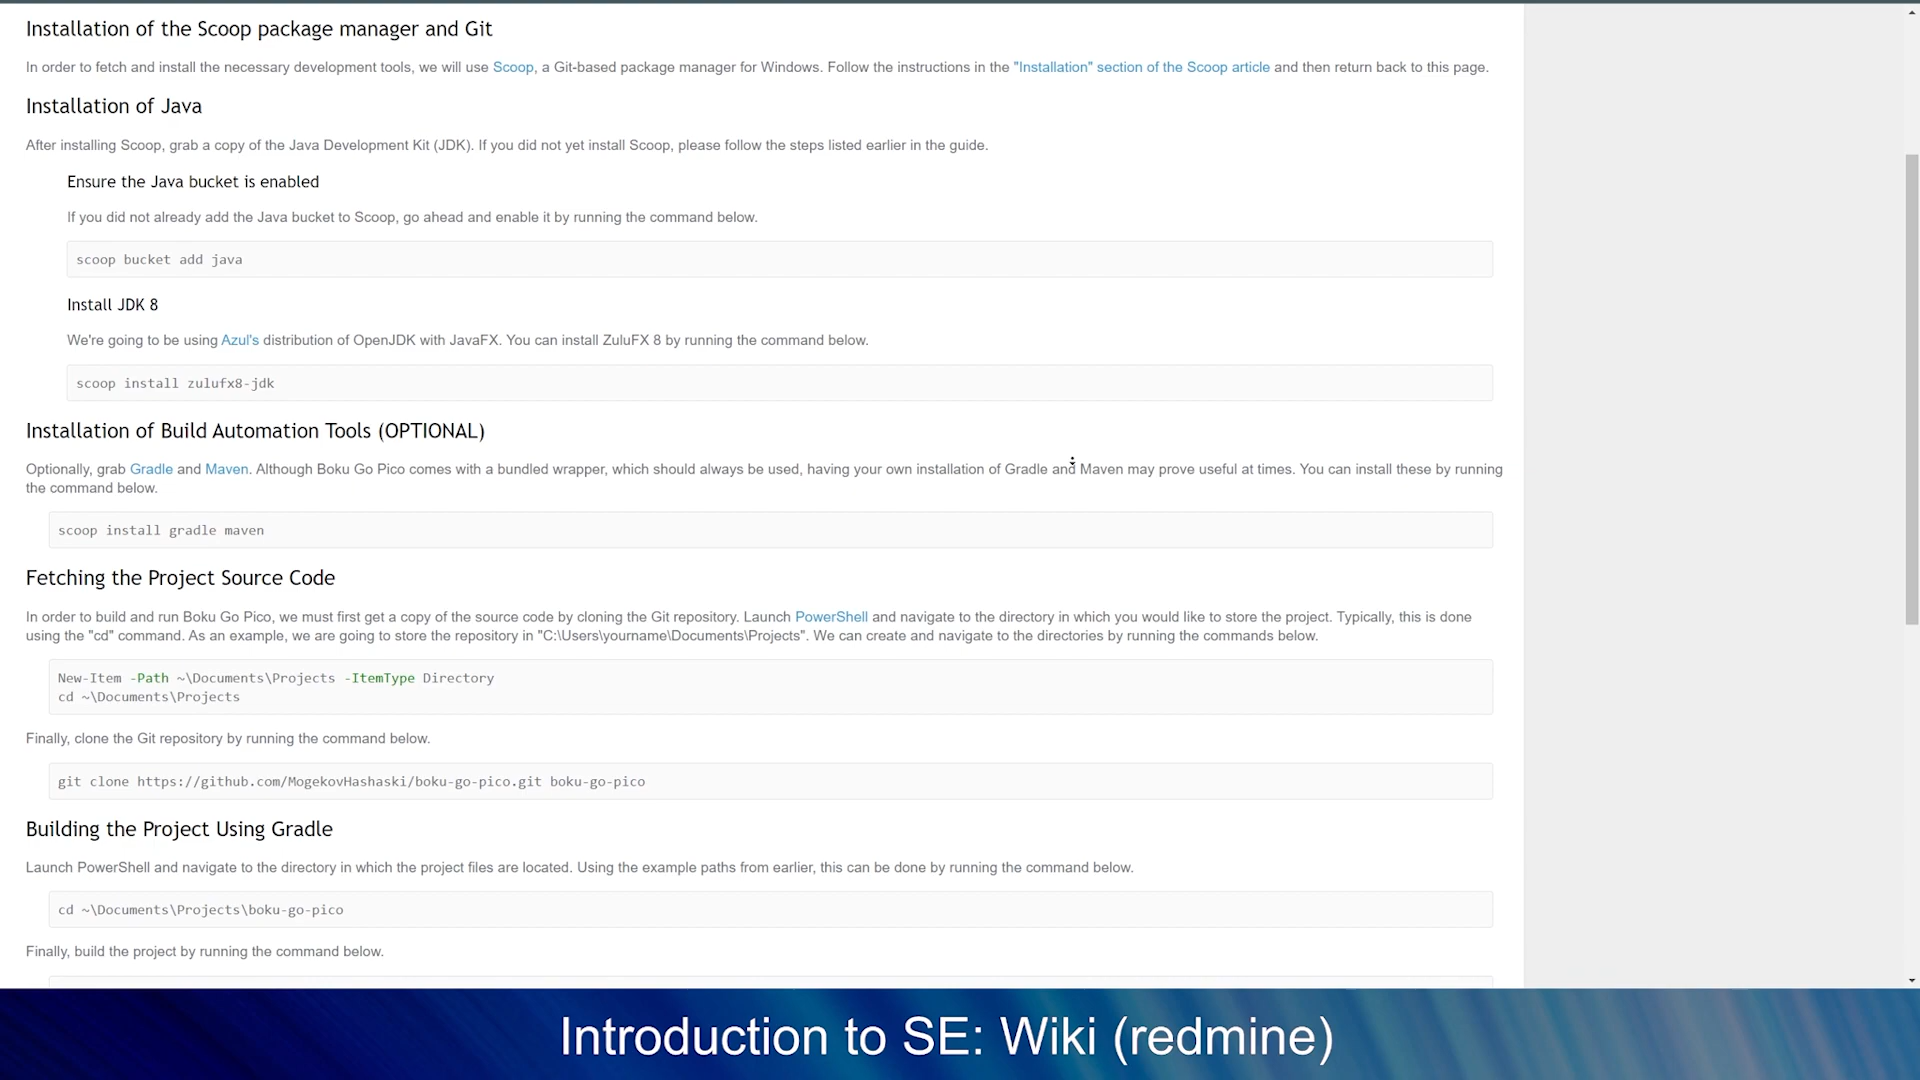 Installation of the Scoop package manager and Git
In order to fetch and install the necessary development tools, we will use Scoop, a Git-based package manager for Windows. Follow the instructions in the "Installation" section of the Scoop article and then return back to this page.
Installation of Java
After installing Scoop, grab a copy of the Java Development Kit (JDK). If you did not yet install Scoop, please follow the steps listed earlier in the guide.
Ensure the Java bucket is enabled
If you did not already add the Java bucket to Scoop, go ahead and enable it by running the command below.
scoop bucket add java
Install JDK 8
We're going to be using Azul's distribution of OpenJDK with JavaFX. You can install ZuluFX 8 by running the command below.
scoop install zulufx8-jdk
Installation of Build Automation Tools (OPTIONAL)
Optionally, grab Gradle and Maven. Although Boku Go Pico comes with a bundled wrapper, which should always be used, having your own installation of Gradle and Maven may prove useful at times. You can install these by running
the command below.
scoop install gradle maven
Fetching the Project Source Code
In order to build and run Boku Go Pico, we must first get a copy of the source code by cloning the Git repository. Launch PowerShell and navigate to the directory in which you would like to store the project. Typically, this is done
using the "cd" command. As an example, we are going to store the repository in "C:\Users\yourname\Documents\Projects". We can create and navigate to the directories by running the commands below.
New-Item -Path ~\Documents\Projects -ItemType Directory
cd ~\Documents\Projects
Finally, clone the Git repository by running the command below.
git clone https://github.com/MogekovHashaski/boku-go-pico.git boku-go-pico
Building the Project Using Gradle
Launch PowerShell and navigate to the directory in which the project files are located. Using the example paths from earlier, this can be done by running the command below.
cd ~\Documents\Projects\boku-go-pico
Finally, build the project by running the command below.
Introduction to SE: Wiki (redmine)